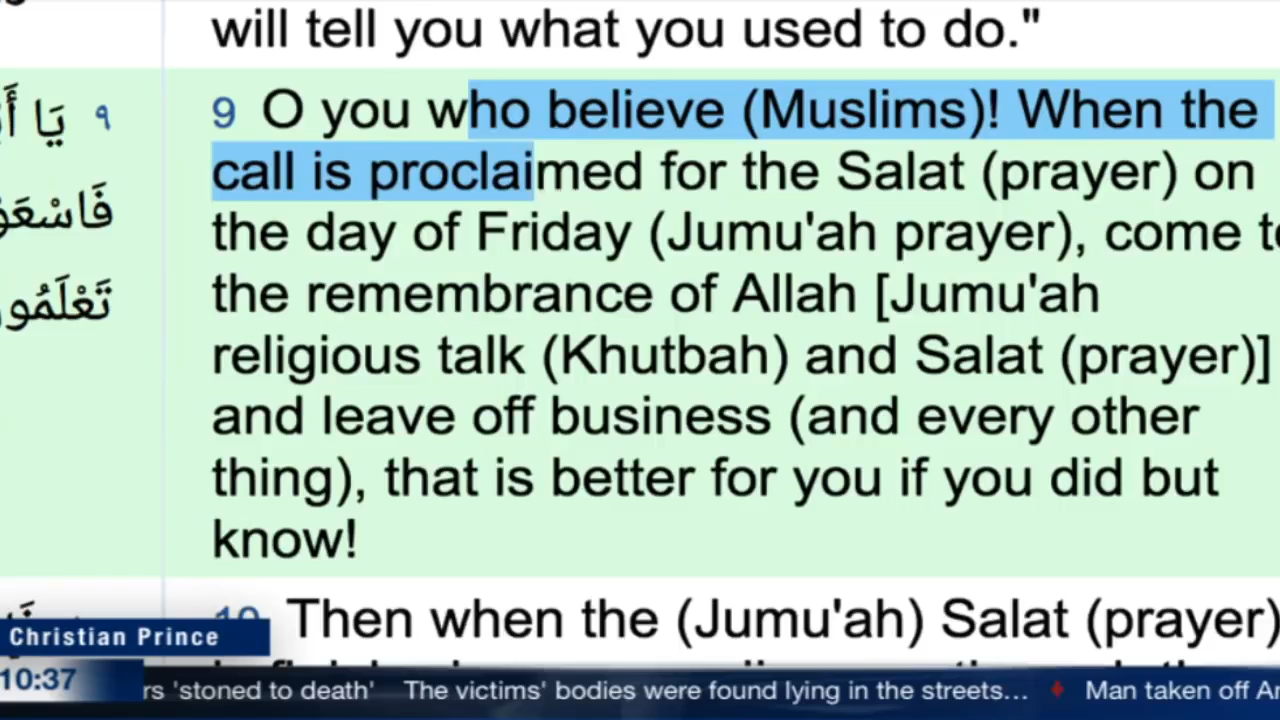 will tell you what you used to do."
9 O you who believe (Muslims)! When the
call is proclaimed for the Salat (prayer) on
the day of Friday (Jumu'ah prayer), come
the remembrance of Allah [Jumu'ah
religious talk (Khutbah) and Salat (prayer)]
and leave off business (and every other
thing), that is better for you if you did but
know!
10 Then when the (Jumu'ah) Salat (prayer)
يَا ٩
فَاسْعَوْ
تَعْلَمُو
Christian Prince
10:37
'stoned to death' The victims' bodies were found lying in the streets... Man taken off